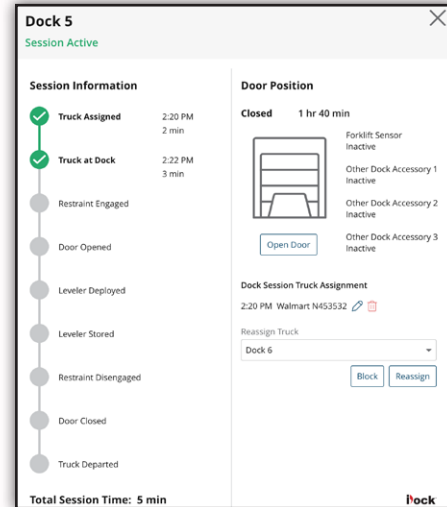 Dock 5
Session Active
Session Information
Truck Assigned 2:20 PM
2 min
Truck at Dock 2:22 PM
3 min
Restraint Engaged
Door Opened
Leveler Deployed
Leveler Stored
Restraint Disengaged
Door Closed
Truck Departed
Total Session Time: 5 min
Door Position
Closed 1 hr 40 min
Forklift Sensor
Inactive
Other Dock Accessory 1
Inactive
Other Dock Accessory 2
Inactive
Other Dock Accessory 3
Inactive
Open Door
Dock Session Truck Assignment
2:20 PM Walmart N453532
Reassign Truck
Dock 6
Block Reassign
iDock